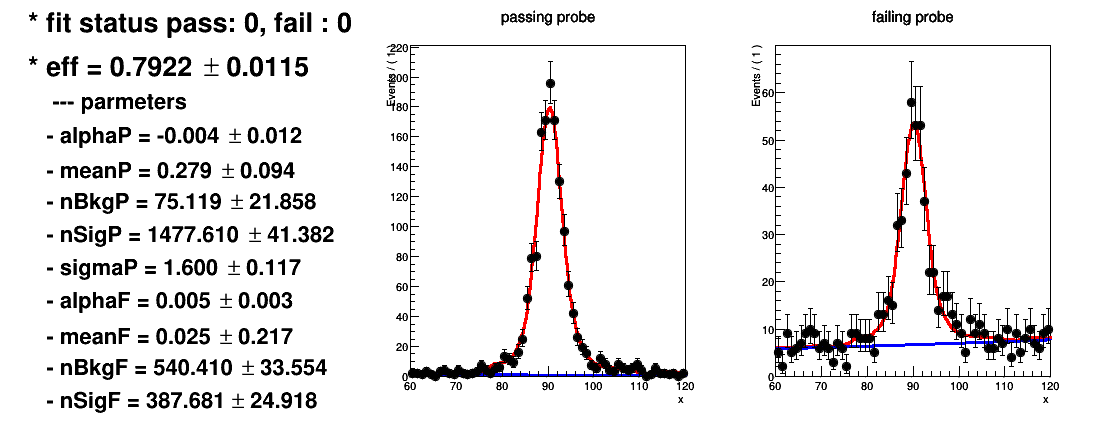 * fit status pass: 0, fail : 0
* eff = 0.7922 ± 0.0115
--- parmeters
- alphaP = -0.004 ± 0.012
- meanP = 0.279 ± 0.094
- nBkgP = 75.119 ± 21.858
- nSigP = 1477.610 ± 41.382
- sigmaP = 1.600 ± 0.117
- alphaF = 0.005 ± 0.003
- meanF = 0.025 ± 0.217
- nBkgF = 540.410 ± 33.554
- nSigF = 387.681 ± 24.918
passing probe
Events / ( 1 )
220
200
180
160
140
120
100
80
60
40
20
0
60 70 80 90 100 110 120
x
failing probe
Events / ( 1 )
60
50
40
30
20
10
0
60 70 80 90 100 110 120
x